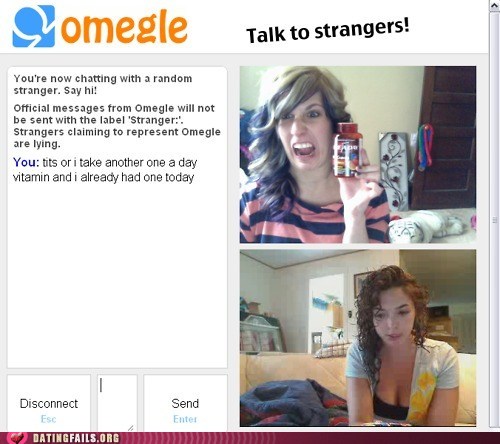 omegle
Talk to strangers!
You're now chatting with a random
stranger. Say hi!
Official messages from Omegle will not
be sent with the label 'Stranger:'.
Strangers claiming to represent Omegle
are lying.
You: tits or i take another one a day
vitamin and i already had one today
Disconnect
Esc
Send
Enter
DATINGFAILS.ORG